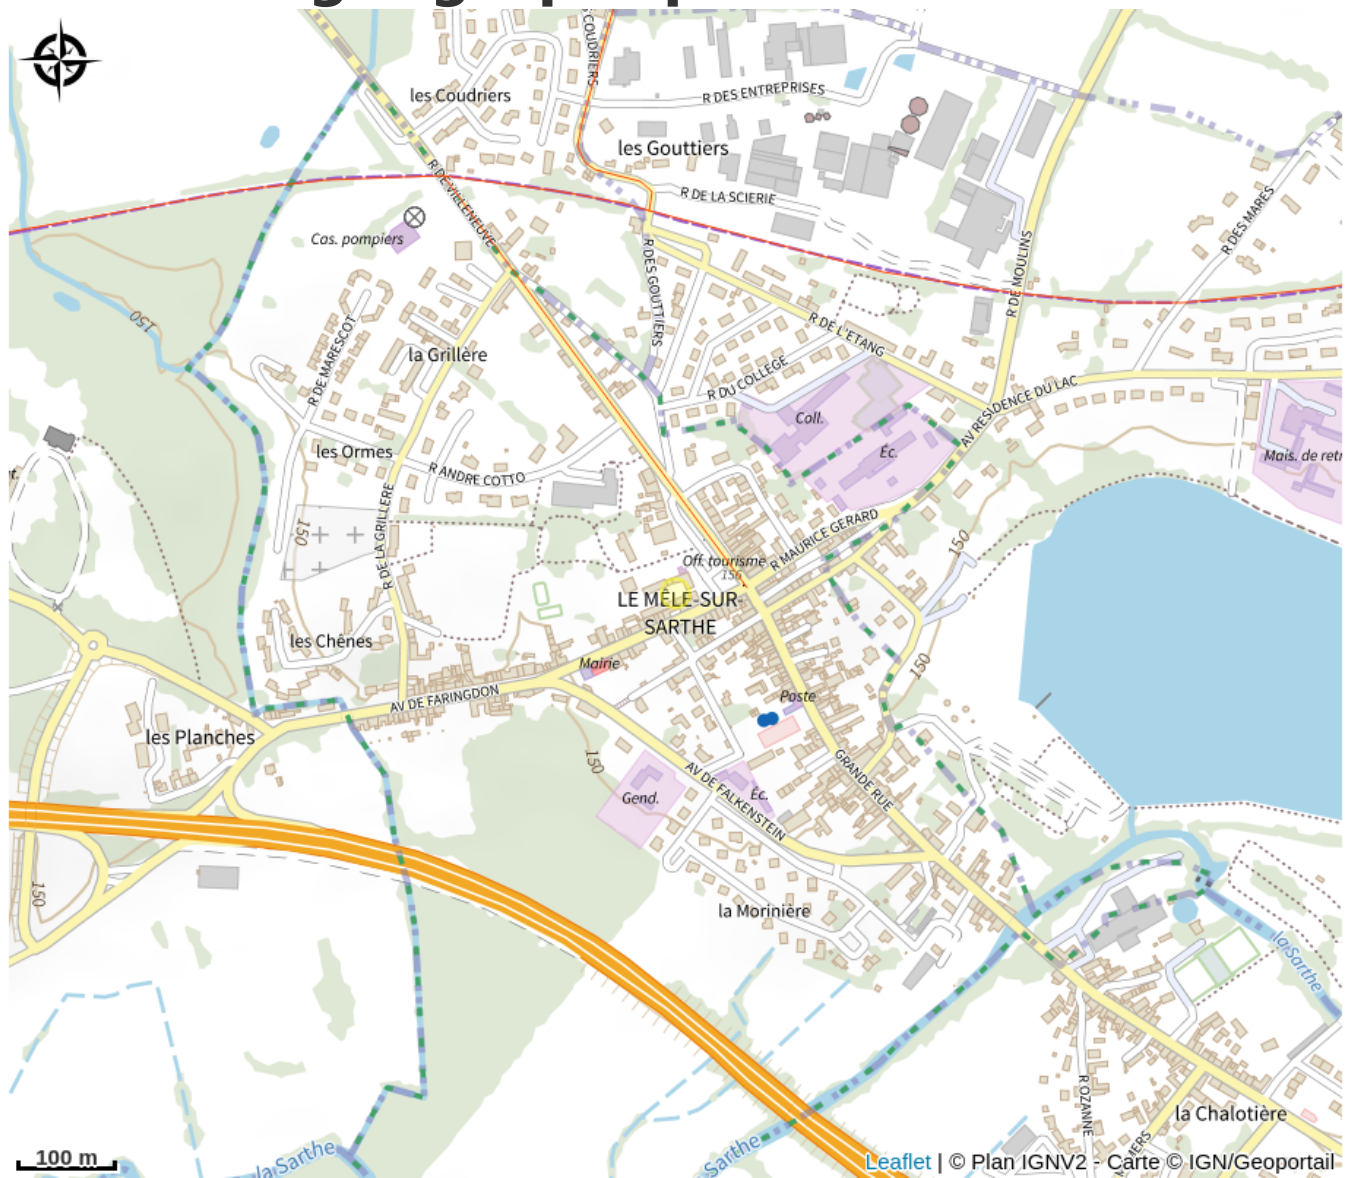 COUDRIERS
les Coudriers
R DES ENTREPRISES
les Gouttiers
R DE VILLENEUVE
R DE LA SCIERIE
R DES MARES
Cas. pompiers
R DES GOUTTIERS
R DE MOULINS
150
R DE MARESCOT
la Grillère
R DE L'ETANG
R DU COLLEGE
AV RESIDENCE DU LAC
Coll.
les Ormes
Éc.
Mais. de retr
R ANDRE COTTO
t.
R DE LA GRILLERE
150
R MAURICE GERARD
150
Off. tourisme
LE MÊLE-SUR-
SARTHE
les Chênes
Mairie
150
AV DE FARINGDON
Poste
les Planches
150
AV DE FALKENSTEIN
GRANDE RUE
Gend.
Éc.
150
la Morinière
la Sarthe
R OZANNE
la Chalotière
MERS
la Sarthe
Sarthe
100 m
Leaflet | © Plan IGNV2 - Carte © IGN/Geoportail